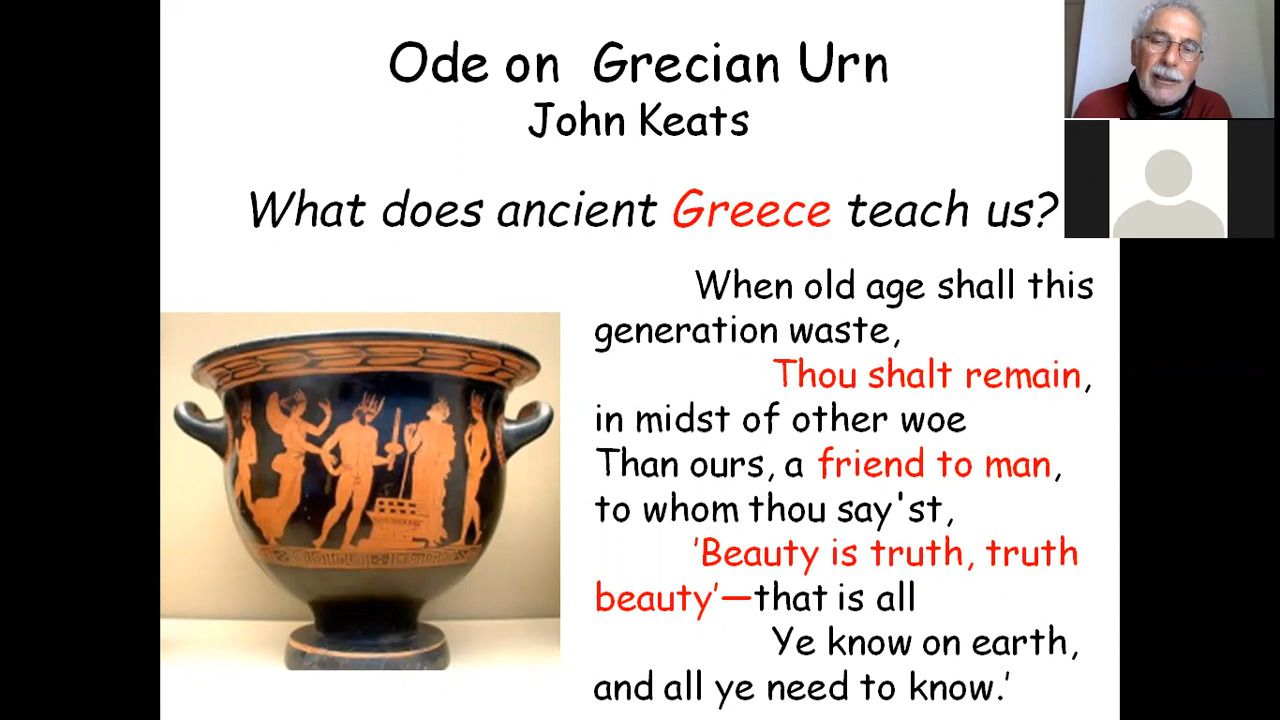 Ode on Grecian Urn
John Keats
What does ancient Greece teach us?
When old age shall this
generation waste,
Thou shalt remain,
in midst of other woe
Than ours, a friend to man,
to whom thou say'st,
'Beauty is truth, truth
beauty'—that is all
Ye know on earth,
and all ye need to know.'